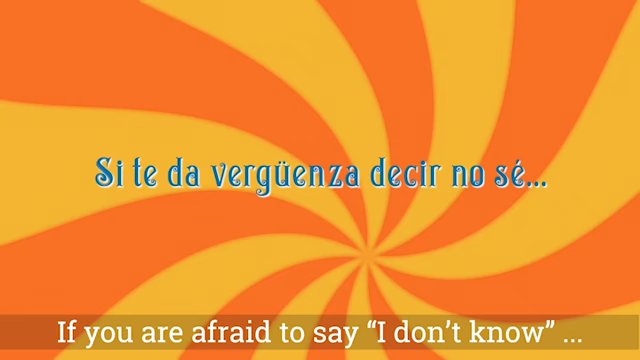 Si te da vergüenza decir no sé...
If you are afraid to say “I don’t know” ...